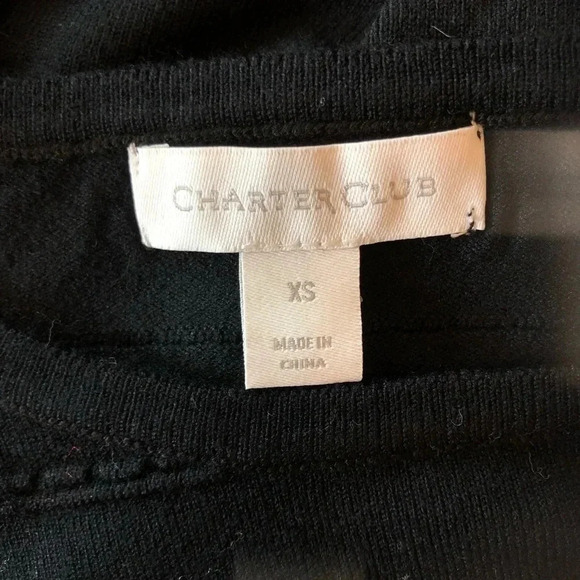 CHARTER CLUB
XS
MADE IN
CHINA